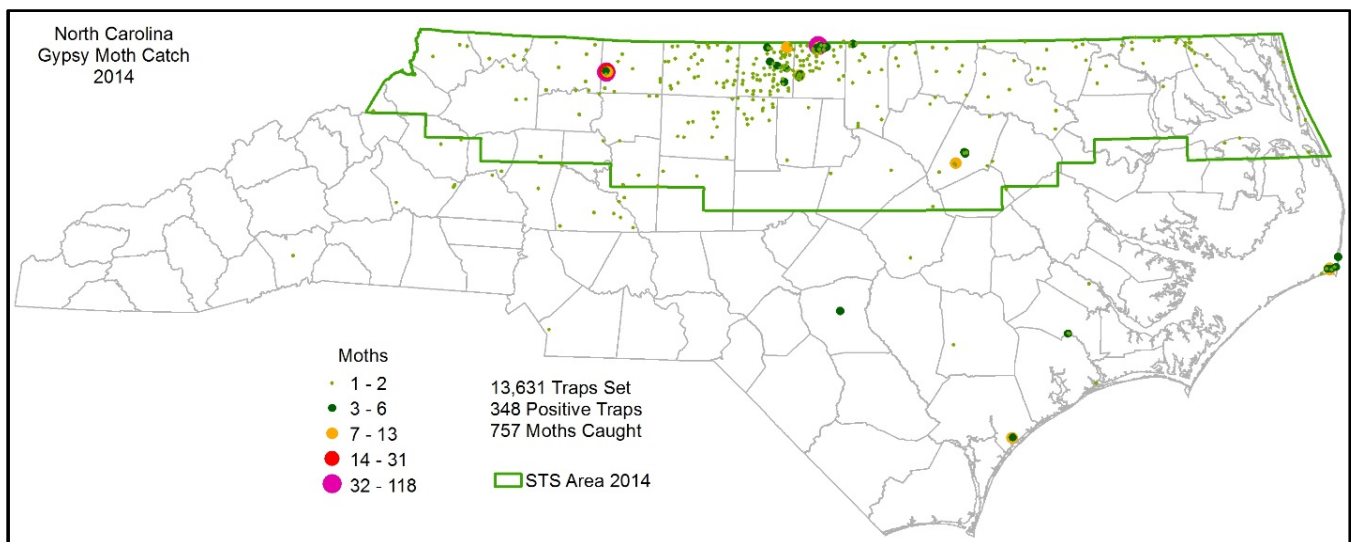 North Carolina
Gypsy Moth Catch
2014
Moths
1 - 2
3 - 6
7 - 13
14 - 31
32 - 118
13,631 Traps Set
348 Positive Traps
757 Moths Caught
STS Area 2014